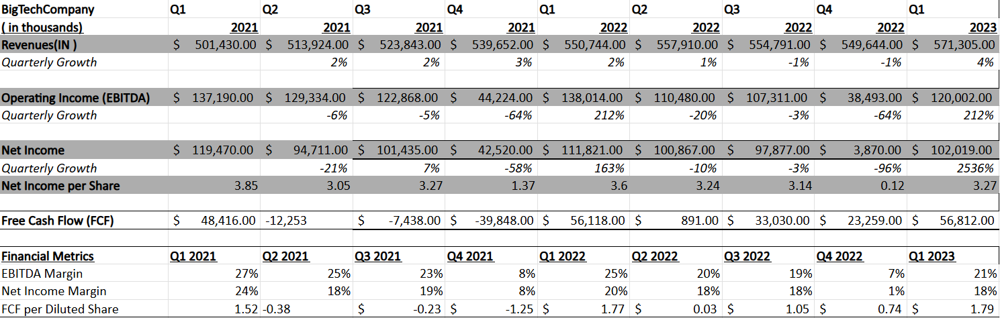 BigTechCompany Q1 Q2 Q3 Q4 Q1 Q2 Q3 Q4 Q1
( in thousands) 2021 2021 2021 2021 2022 2022 2022 2022 2023
Revenues(IN ) $ 501,430.00 $ 513,924.00 $ 523,843.00 $ 539,652.00 $ 550,744.00 $ 557,910.00 $ 554,791.00 $ 549,644.00 $ 571,305.00
Quarterly Growth 2% 2% 3% 2% 1% -1% -1% 4%
Operating Income (EBITDA) $ 137,190.00 $ 129,334.00 $ 122,868.00 $ 44,224.00 $ 138,014.00 $ 110,480.00 $ 107,311.00 $ 38,493.00 $ 120,002.00
Quarterly Growth -6% -5% -64% 212% -20% -3% -64% 212%
Net Income $ 119,470.00 $ 94,711.00 $ 101,435.00 $ 42,520.00 $ 111,821.00 $ 100,867.00 $ 97,877.00 $ 3,870.00 $ 102,019.00
Quarterly Growth -21% 7% -58% 163% -10% -3% -96% 2536%
Net Income per Share 3.85 3.05 3.27 1.37 3.6 3.24 3.14 0.12 3.27
Free Cash Flow (FCF) $ 48,416.00 -12,253 $ -7,438.00 $ -39,848.00 $ 56,118.00 $ 891.00 $ 33,030.00 $ 23,259.00 $ 56,812.00
Financial Metrics Q1 2021 Q2 2021 Q3 2021 Q4 2021 Q1 2022 Q2 2022 Q3 2022 Q4 2022 Q1 2023
EBITDA Margin 27% 25% 23% 8% 25% 20% 19% 7% 21%
Net Income Margin 24% 18% 19% 8% 20% 18% 18% 1% 18%
FCF per Diluted Share 1.52 -0.38 $ -0.23 $ -1.25 $ 1.77 $ 0.03 $ 1.05 $ 0.74 $ 1.79